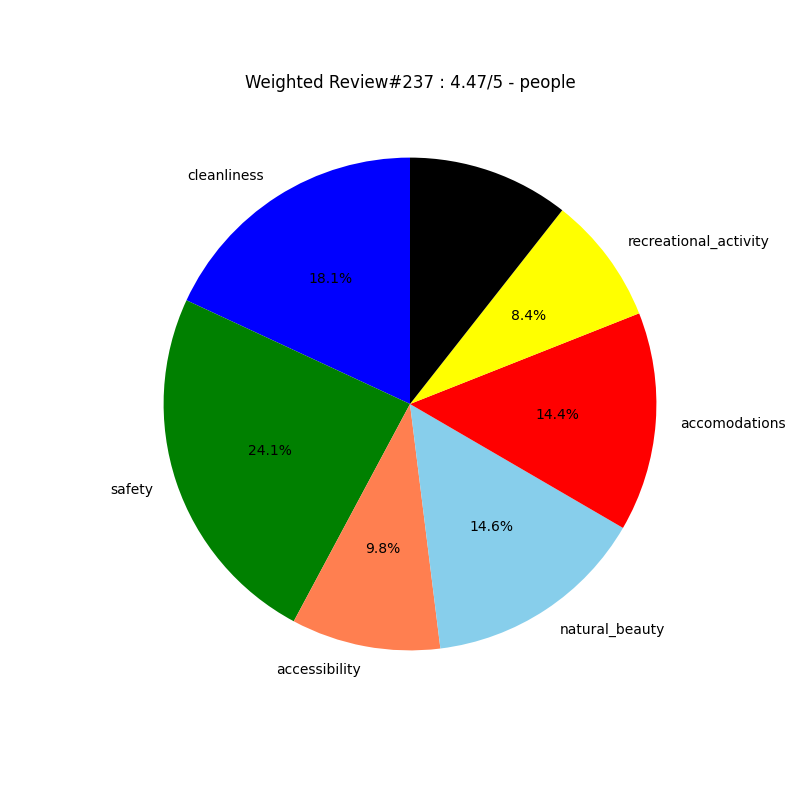 Weighted Review#237 : 4.47/5 - people
cleanliness
18.1%
recreational_activity
8.4%
14.4%
accomodations
24.1%
safety
9.8%
14.6%
natural_beauty
accessibility